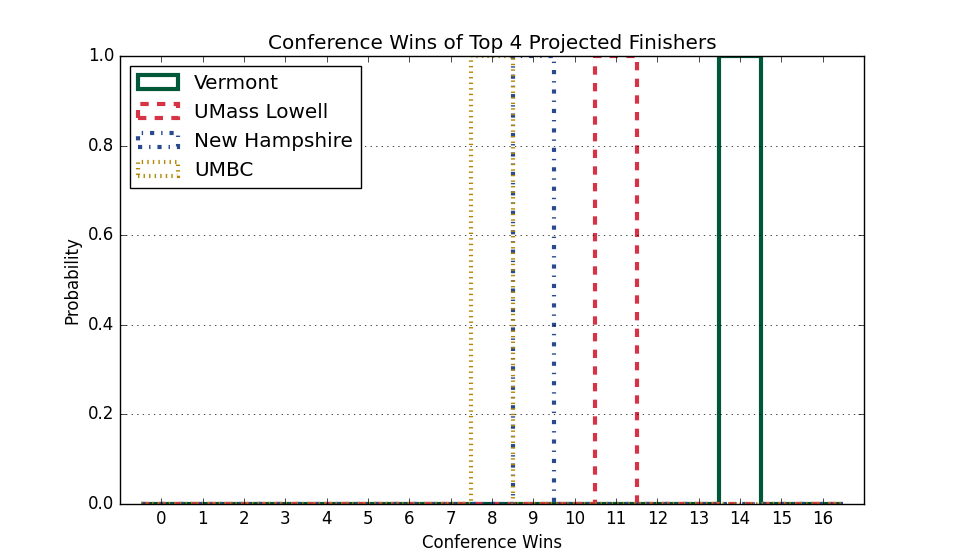 Conference Wins of Top 4 Projected Finishers
1.0
0.8
0.6
0.4
0.2
0.0
Probability
Vermont
UMass Lowell
New Hampshire
UMBC
0 1 2 3 4 5 6 7 8 9 10 11 12 13 14 15 16
Conference Wins